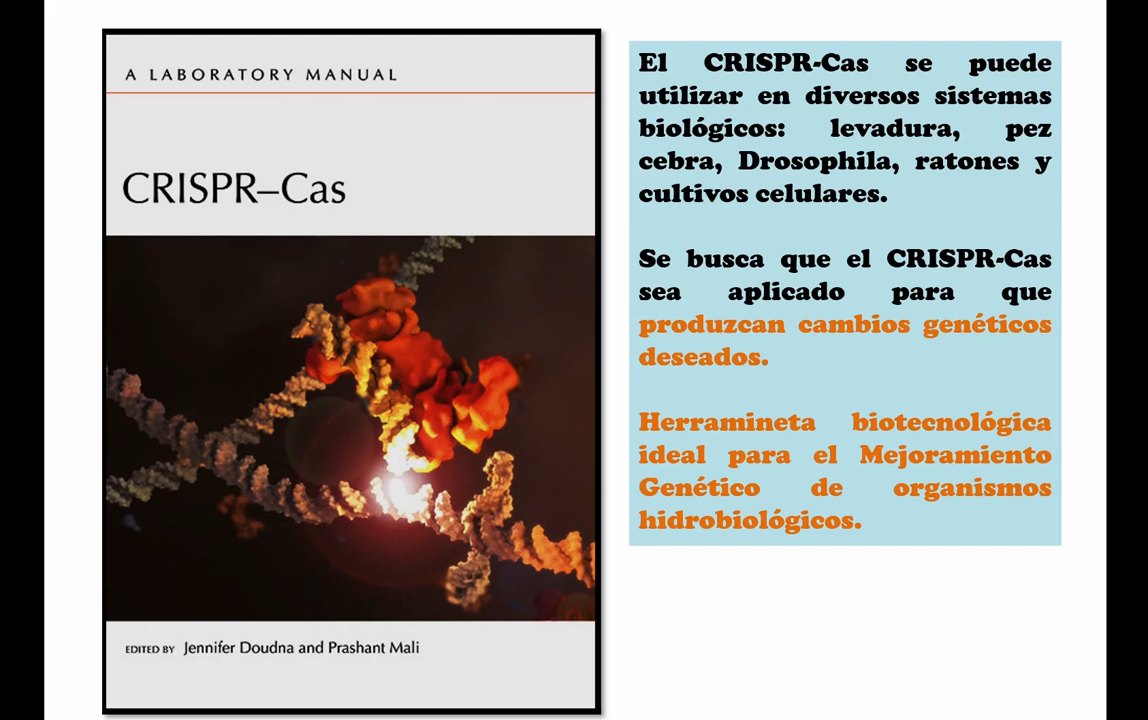 A LABORATORY MANUAL
CRISPR–Cas
EDITED BY Jennifer Doudna and Prashant Mali
El CRISPR-Cas se puede
utilizar en diversos sistemas
biológicos: levadura, pez
cebra, Drosophila, ratones y
cultivos celulares.
Se busca que el CRISPR-Cas
sea aplicado para que
produzcan cambios genéticos
deseados.
Herramineta biotecnológica
ideal para el Mejoramiento
Genético de organismos
hidrobiológicos.